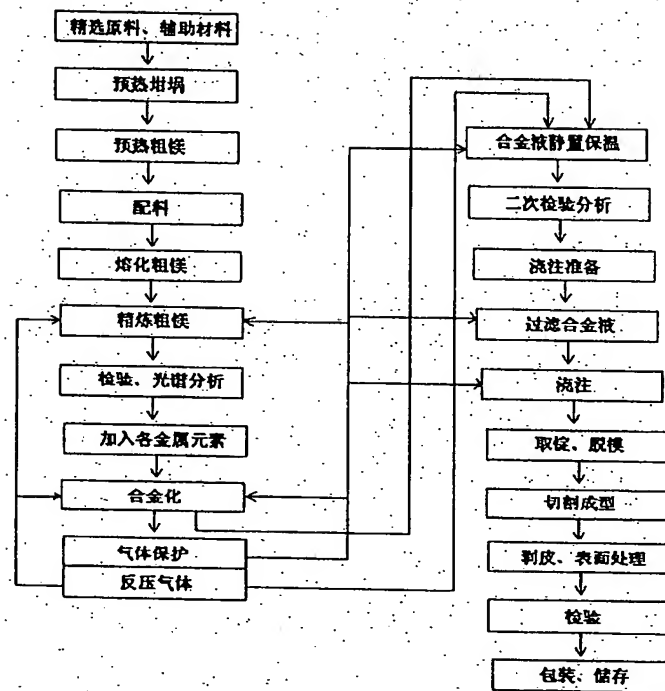 精选原料、辅助材料
预热坩埚
预热粗镁
配料
熔化粗镁
精炼粗镁
检验、光谱分析
加入各金属元素
合金化
气体保护
反压气体
合金液静置保温
二次检验分析
浇注准备
过滤合金液
浇注
取锭、脱模
切割成型
剥皮、表面处理
检验
包装、储存